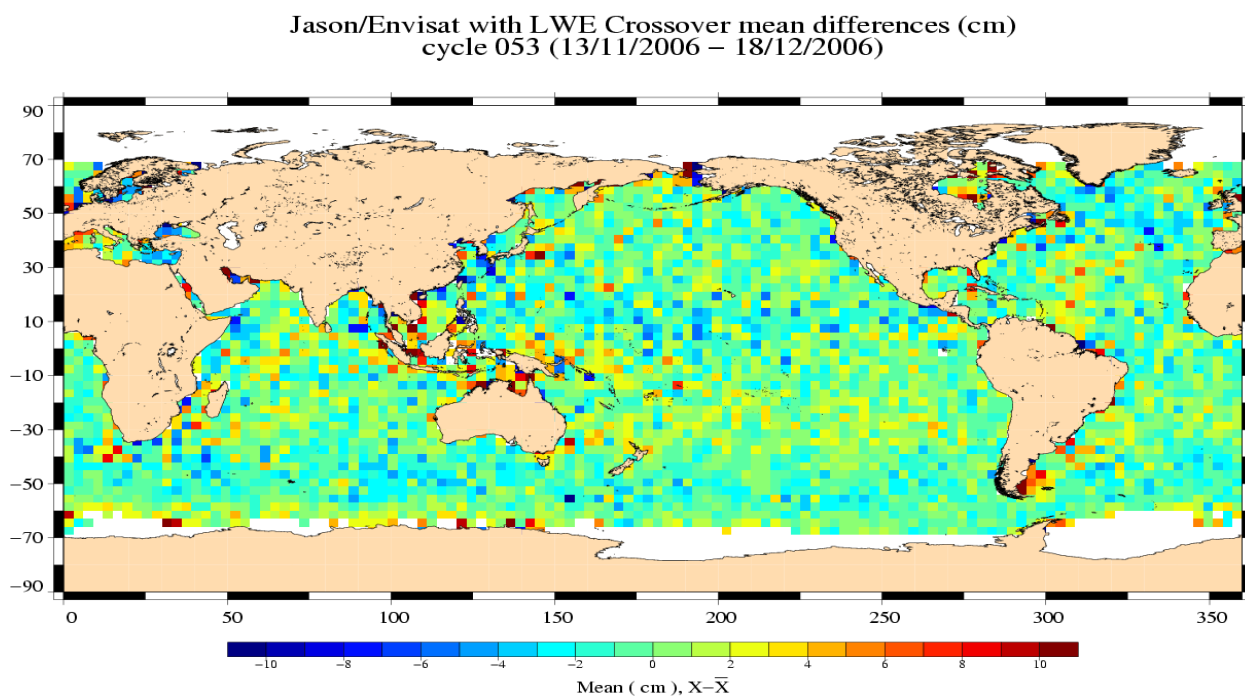 Jason/Envisat with LWE Crossover mean differences (cm)
cycle 053 (13/11/2006 − 18/12/2006)
90
70
50
30
10
−10
−30
−50
−70
−90
0 50 100 150 200 250 300 350
−10 −8 −6 −4 −2 0 2 4 6 8 10
Mean ( cm ), X−X̅